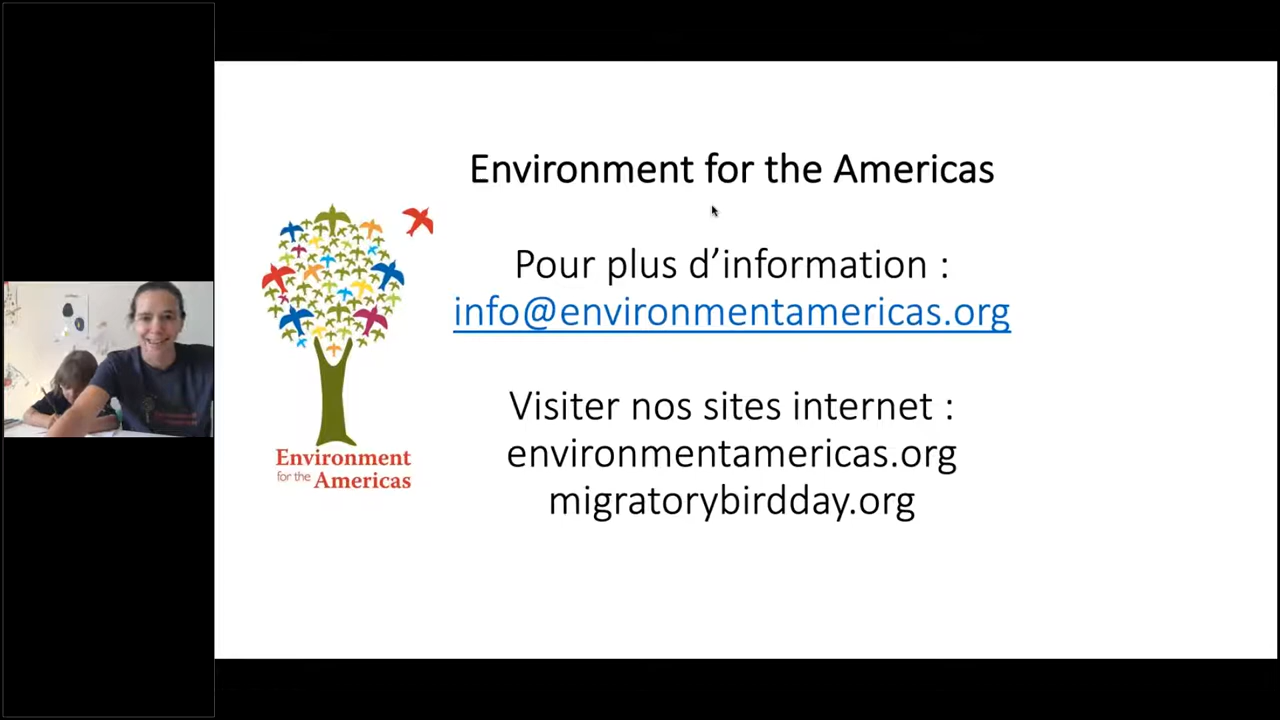 Environment for the Americas
Pour plus d’information :
info@environmentamericas.org
Visiter nos sites internet :
environmentamericas.org
migratorybirdday.org
Environment
for the Americas